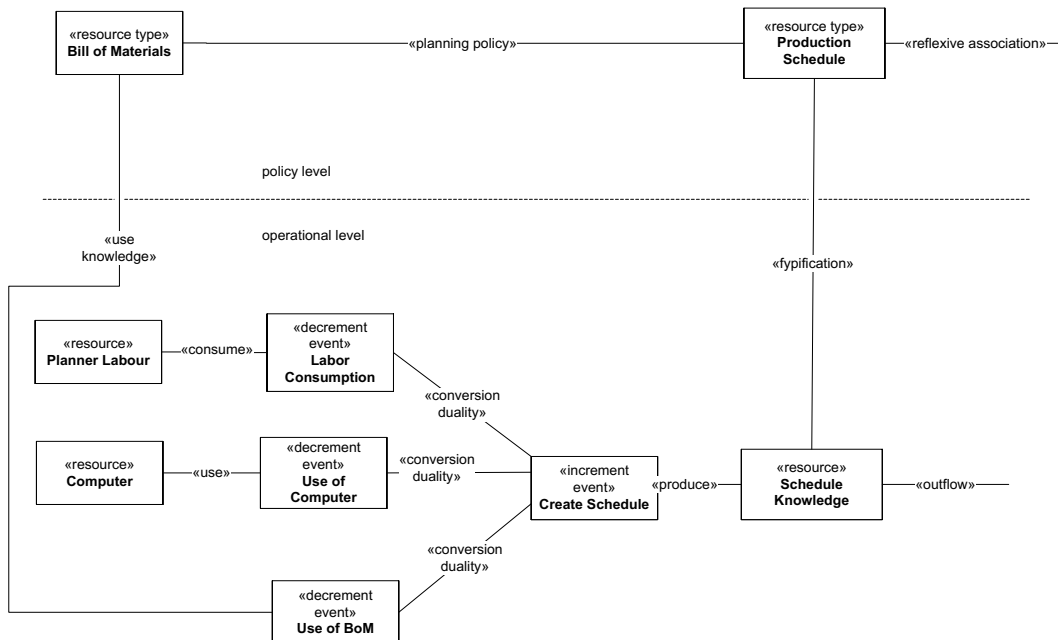 «resource type»
Bill of Materials
«planning policy»
«resource type»
Production
Schedule
«reflexive association»
policy level
operational level
«use
knowledge»
«fypification»
«resource»
Planner Labour
«consume»
«decrement
event»
Labor
Consumption
«conversion
duality»
«resource»
Computer
«use»
«decrement
event»
Use of
Computer
«conversion
duality»
«increment
event»
Create Schedule
«produce»
«resource»
Schedule
Knowledge
«outflow»
«conversion
duality»
«decrement
event»
Use of BoM